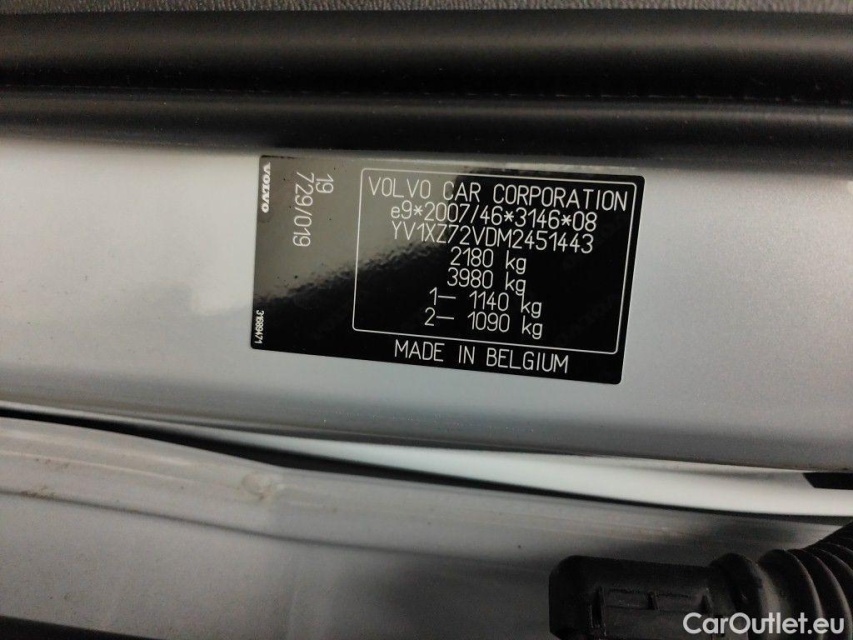 VOLVO
19
729/019
31688471
VOLVO CAR CORPORATION
e9*2007/46*3146*08
YV1XZ72VDM2451443
2180 kg
3980 kg
1– 1140 kg
2– 1090 kg
MADE IN BELGIUM
CarOutlet.eu